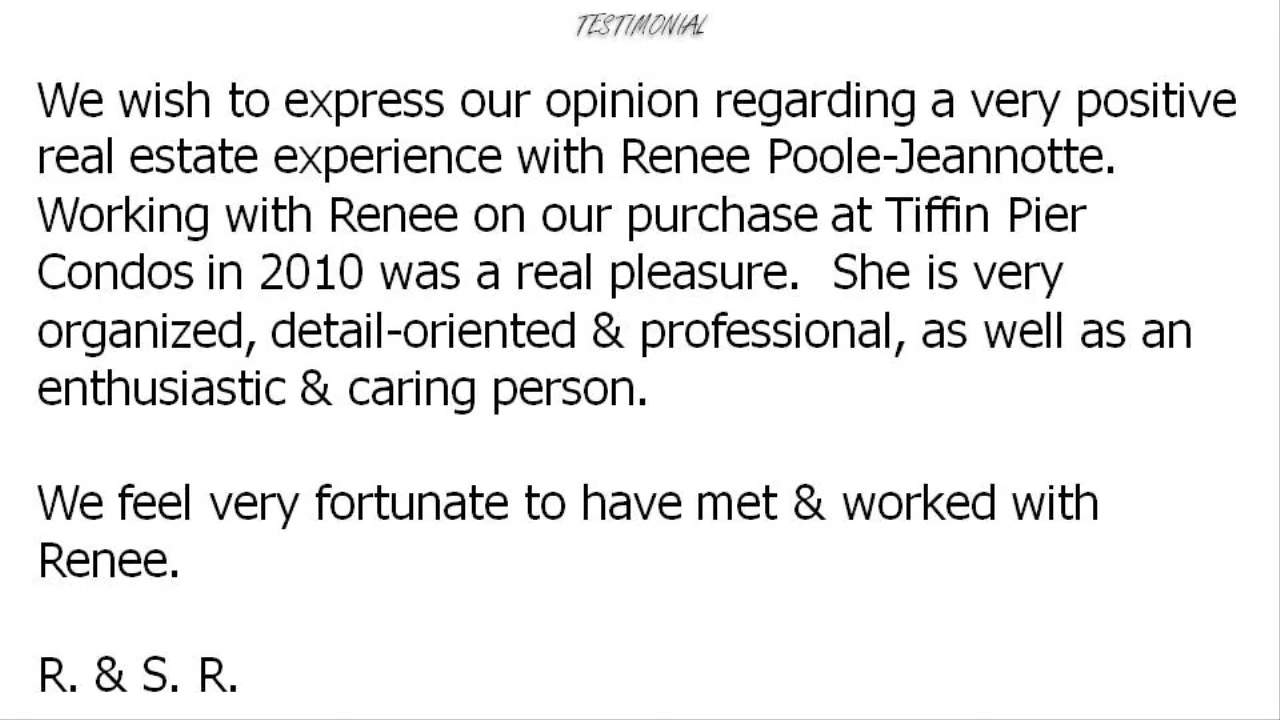 TESTIMONIAL
We wish to express our opinion regarding a very positive
real estate experience with Renee Poole-Jeannotte.
Working with Renee on our purchase at Tiffin Pier
Condos in 2010 was a real pleasure.  She is very
organized, detail-oriented & professional, as well as an
enthusiastic & caring person.
We feel very fortunate to have met & worked with
Renee.
R. & S. R.